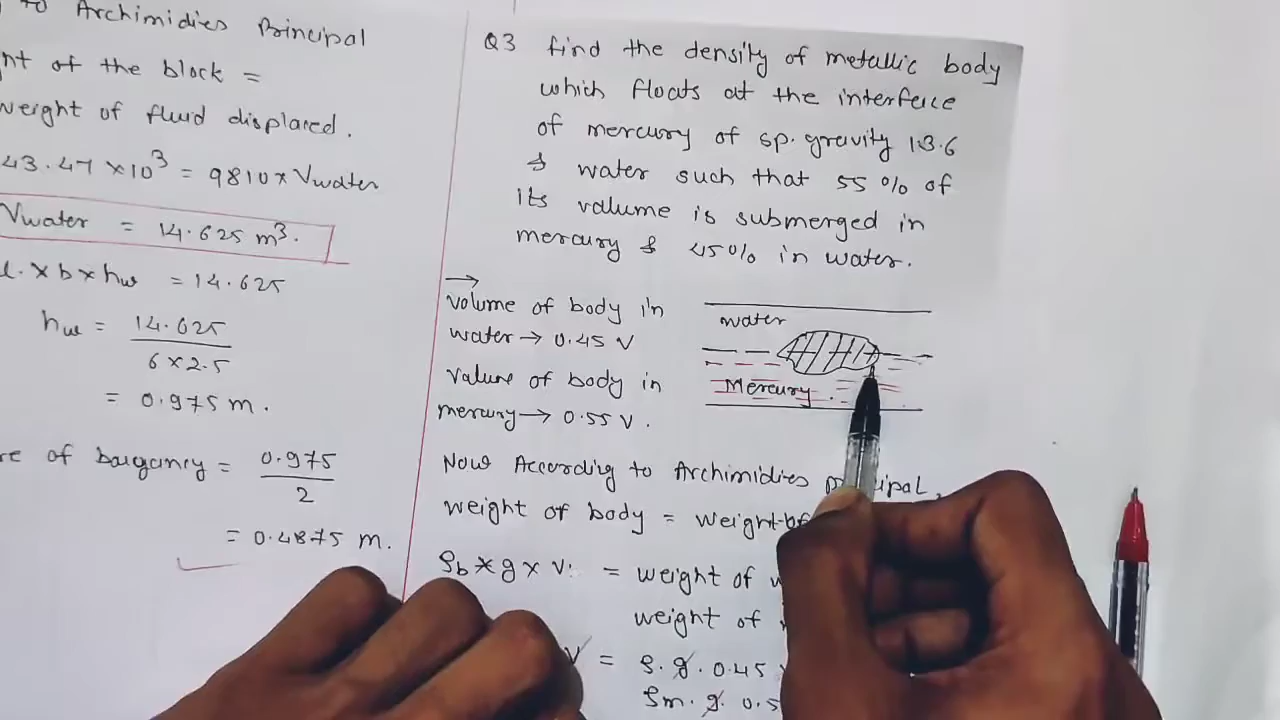 to Archimidies Principal
nt of the block =
weight of fluid displaced.
43.47 × 10³ = 9810 × Vwater
Vwater = 14.625 m³.
l. × b × hw = 14.625
hw = 14.625
6 × 2.5
= 0.975 m.
re of bouyancy = 0.975
2
= 0.4875 m.
Q3 find the density of metallic body
which floats at the interface
of mercury of sp. gravity 13.6
& water such that 55 % of
its valume is submerged in
mercury & 45% in water.
→
volume of body in
water → 0.45 V
valume of body in
mercury → 0.55 V.
water
Mercury
Now According to Archimidies
weight of body = weight of
ρb × g × V = weight of
weight of
V = ρ. g. 0.45
ρm. g. 0.5